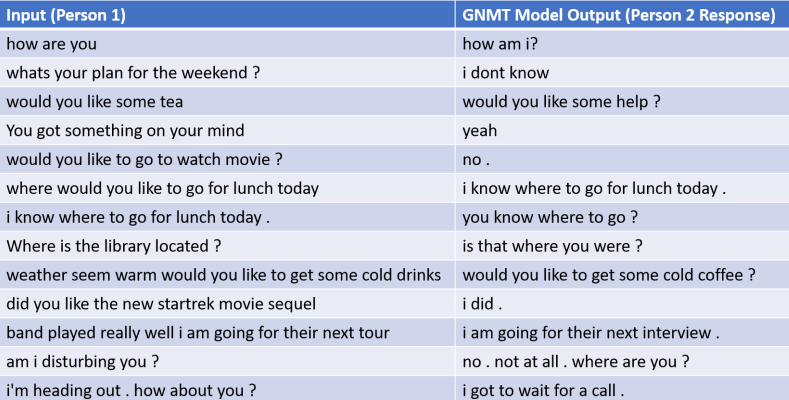 Input (Person 1) GNMT Model Output (Person 2 Response)
how are you how am i?
whats your plan for the weekend ? i dont know
would you like some tea would you like some help ?
You got something on your mind yeah
would you like to go to watch movie ? no .
where would you like to go for lunch today i know where to go for lunch today .
i know where to go for lunch today . you know where to go ?
Where is the library located ? is that where you were ?
weather seem warm would you like to get some cold drinks would you like to get some cold coffee ?
did you like the new startrek movie sequel i did .
band played really well i am going for their next tour i am going for their next interview .
am i disturbing you ? no . not at all . where are you ?
i'm heading out . how about you ? i got to wait for a call .